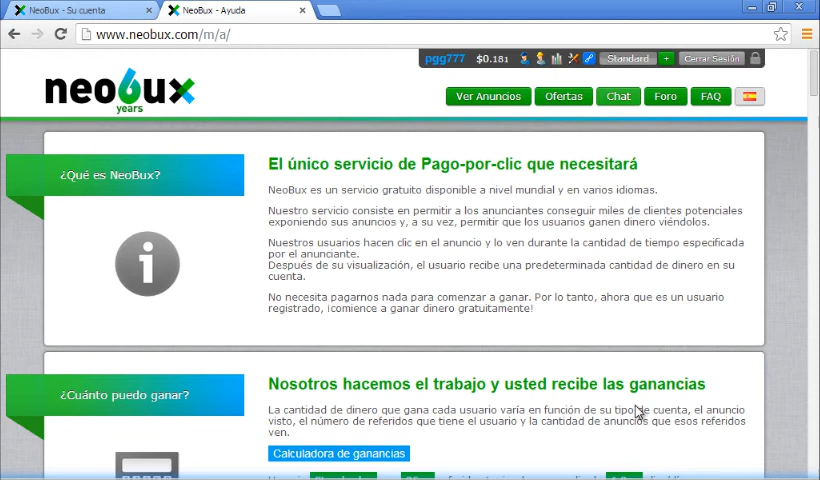 NeoBux - Su cuenta
NeoBux - Ayuda
www.neobux.com/m/a/
pgg777 $0.181 Standard + Cerrar Sesión
neobux
6 years
Ver Anuncios Ofertas Chat Foro FAQ
¿Qué es NeoBux?
El único servicio de Pago-por-clic que necesitará
NeoBux es un servicio gratuito disponible a nivel mundial y en varios idiomas.
Nuestro servicio consiste en permitir a los anunciantes conseguir miles de clientes potenciales
exponiendo sus anuncios y, a su vez, permitir que los usuarios ganen dinero viéndolos.
Nuestros usuarios hacen clic en el anuncio y lo ven durante la cantidad de tiempo especificada
por el anunciante.
Después de su visualización, el usuario recibe una predeterminada cantidad de dinero en su
cuenta.
No necesita pagarnos nada para comenzar a ganar. Por lo tanto, ahora que es un usuario
registrado, ¡comience a ganar dinero gratuitamente!
¿Cuánto puedo ganar?
Nosotros hacemos el trabajo y usted recibe las ganancias
La cantidad de dinero que gana cada usuario varía en función de su tipo de cuenta, el anuncio
visto, el número de referidos que tiene el usuario y la cantidad de anuncios que esos referidos
ven.
Calculadora de ganancias